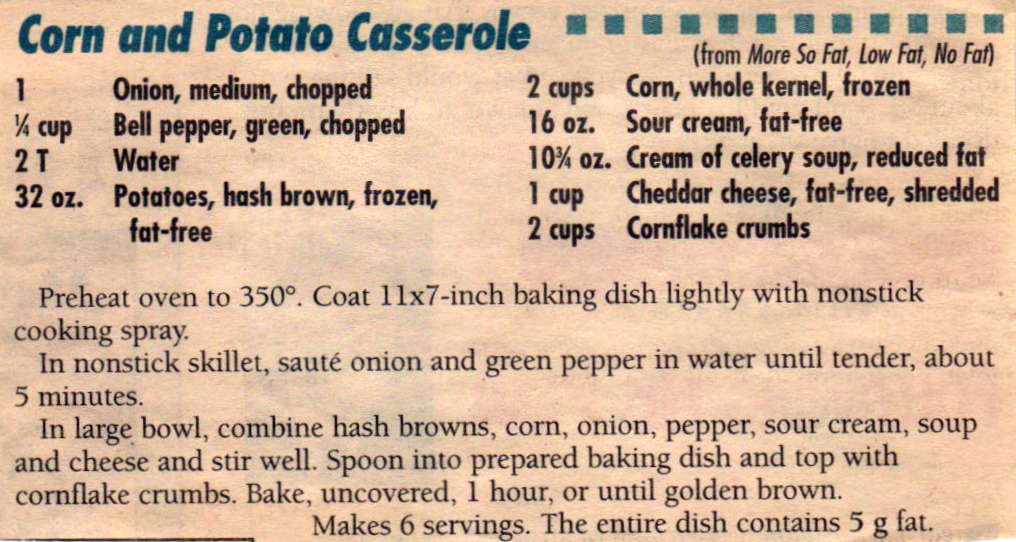 Corn and Potato Casserole
(from More So Fat, Low Fat, No Fat)
1 Onion, medium, chopped
¼ cup Bell pepper, green, chopped
2 T Water
32 oz. Potatoes, hash brown, frozen,
fat-free
2 cups Corn, whole kernel, frozen
16 oz. Sour cream, fat-free
10¾ oz. Cream of celery soup, reduced fat
1 cup Cheddar cheese, fat-free, shredded
2 cups Cornflake crumbs
Preheat oven to 350°. Coat 11x7-inch baking dish lightly with nonstick
cooking spray.
In nonstick skillet, sauté onion and green pepper in water until tender, about
5 minutes.
In large bowl, combine hash browns, corn, onion, pepper, sour cream, soup
and cheese and stir well. Spoon into prepared baking dish and top with
cornflake crumbs. Bake, uncovered, 1 hour, or until golden brown.
Makes 6 servings. The entire dish contains 5 g fat.